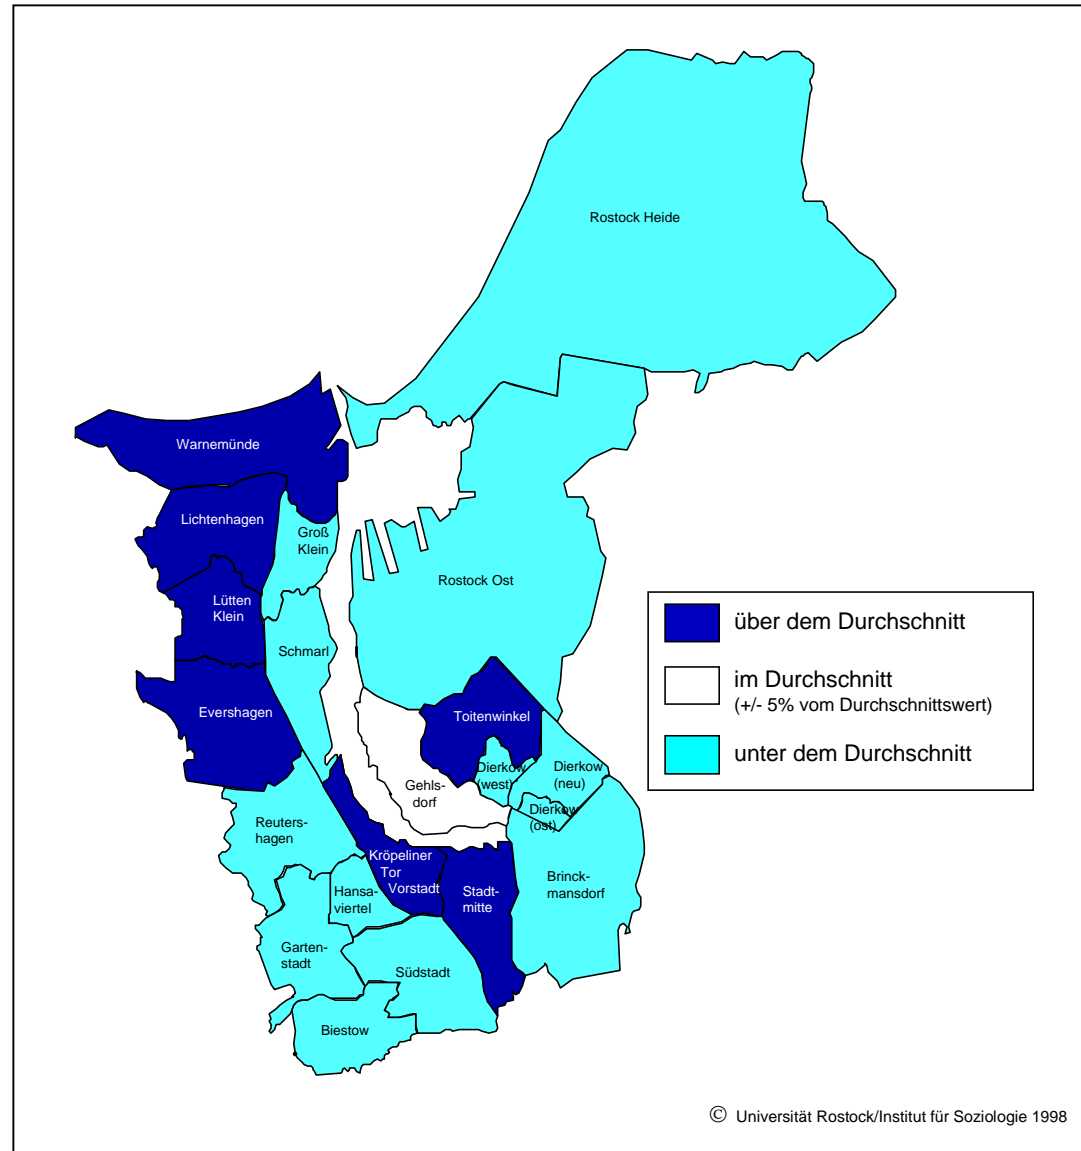 Rostock Heide
Warnemünde
Lichtenhagen
Groß
Klein
Rostock Ost
Lütten
Klein
über dem Durchschnitt
Schmarl
im Durchschnitt
(+/- 5% vom Durchschnittswert)
Evershagen
Toitenwinkel
unter dem Durchschnitt
Dierkow
(west)
Dierkow
(neu)
Gehls-
dorf
Dierkow
(ost)
Reuters-
hagen
Kröpeliner
Tor
Vorstadt
Hansa-
viertel
Stadt-
mitte
Brinck-
mansdorf
Garten-
stadt
Südstadt
Biestow
© Universität Rostock/Institut für Soziologie 1998